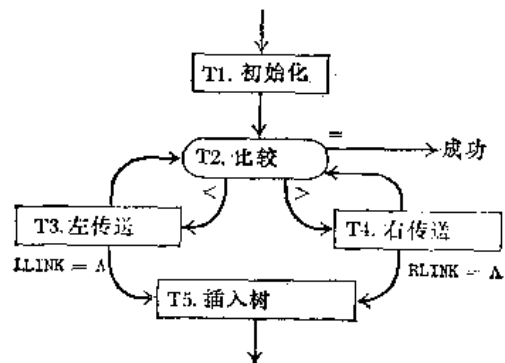 T1. 初始化
=
T2. 比较
成功
<
>
T3. 左传送
T4. 右传送
LLINK = Λ
RLINK = Λ
T5. 插入树